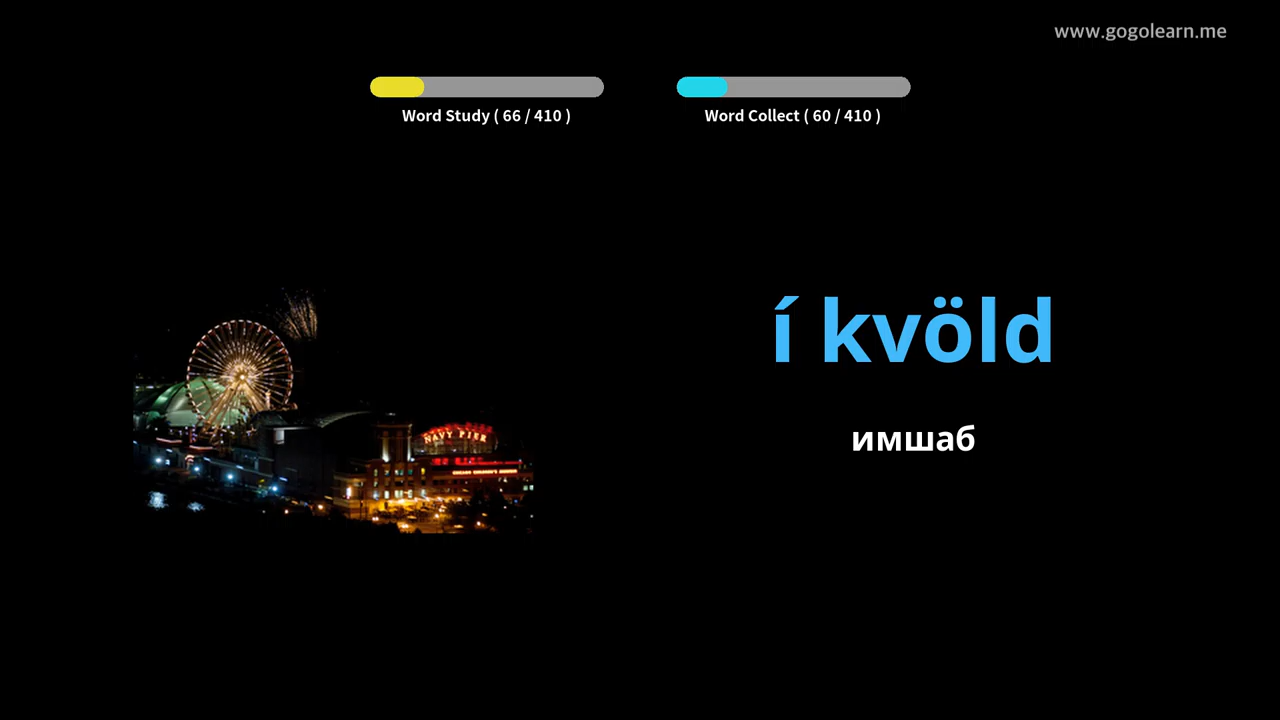 www.gogolearn.me
Word Study ( 66 / 410 )
Word Collect ( 60 / 410 )
í kvöld
имшаб
NAVY PIER